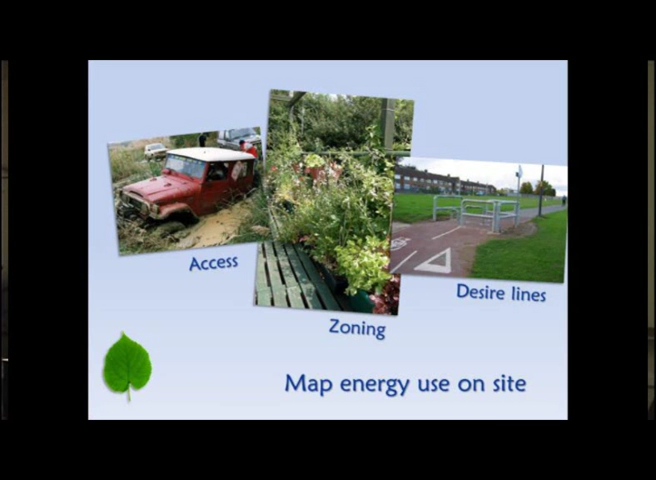 Access
Zoning
Desire lines
Map energy use on site